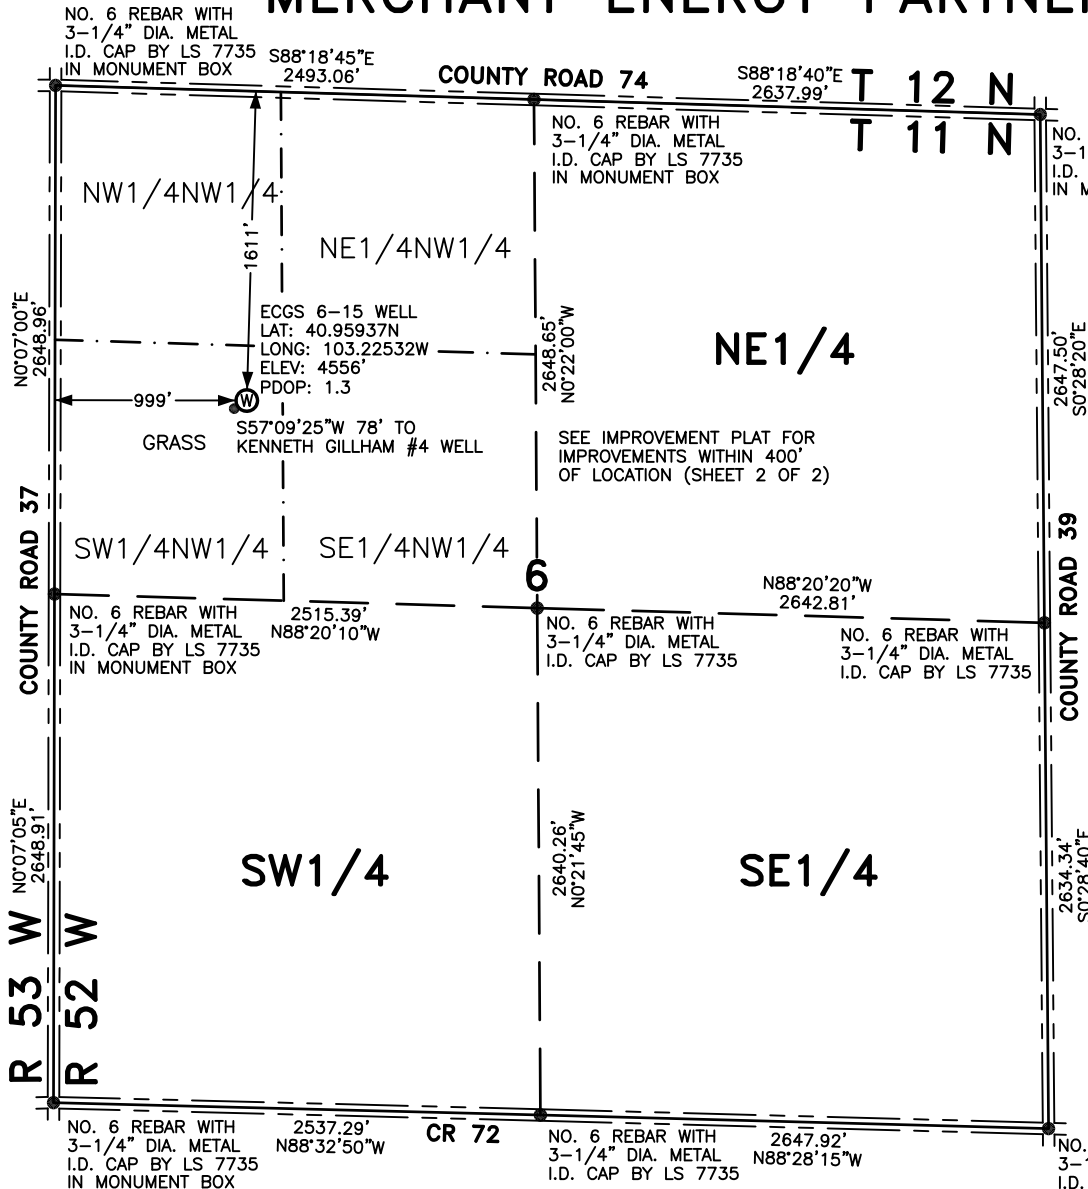 MERCHANT ENERGY
NO. 6 REBAR WITH
3-1/4" DIA. METAL
I.D. CAP BY LS 7735
IN MONUMENT BOX
S88°18'45"E
2493.06'
COUNTY ROAD 74
S88°18'40"E
2637.99'
T 12 N
T 11 N
NO. 6 REBAR WITH
3-1/4" DIA. METAL
I.D. CAP BY LS 7735
IN MONUMENT BOX
NO.
I.D.
IN
NW1/4NW1/4
NE1/4NW1/4
1611'
N0°07'00"E
2648.96'
ECGS 6-15 WELL
LAT: 40.95937N
LONG: 103.22532W
ELEV: 4556'
PDOP: 1.3
2648.65'
N0°22'00"W
NE1/4
2647.50'
S0°28'20"E
999'
W
GRASS
S57°09'25"W 78' TO
KENNETH GILLHAM #4 WELL
SEE IMPROVEMENT PLAT FOR
IMPROVEMENTS WITHIN 400'
OF LOCATION (SHEET 2 OF 2)
COUNTY ROAD 37
SW1/4NW1/4
SE1/4NW1/4
6
N88°20'20"W
2642.81'
COUNTY ROAD 39
NO. 6 REBAR WITH
3-1/4" DIA. METAL
I.D. CAP BY LS 7735
IN MONUMENT BOX
2515.39'
N88°20'10"W
NO. 6 REBAR WITH
3-1/4" DIA. METAL
I.D. CAP BY LS 7735
NO. 6 REBAR WITH
3-1/4" DIA. METAL
I.D. CAP BY LS 7735
N0°07'05"E
2648.91'
SW1/4
2640.26'
N0°21'45"W
SE1/4
2634.34'
S0°28'40"E
R 53 W
R 52 W
NO. 6 REBAR WITH
3-1/4" DIA. METAL
I.D. CAP BY LS 7735
IN MONUMENT BOX
2537.29'
N88°32'50"W
CR 72
NO. 6 REBAR WITH
3-1/4" DIA. METAL
I.D. CAP BY LS 7735
2647.92'
N88°28'15"W
NO.
I.D.